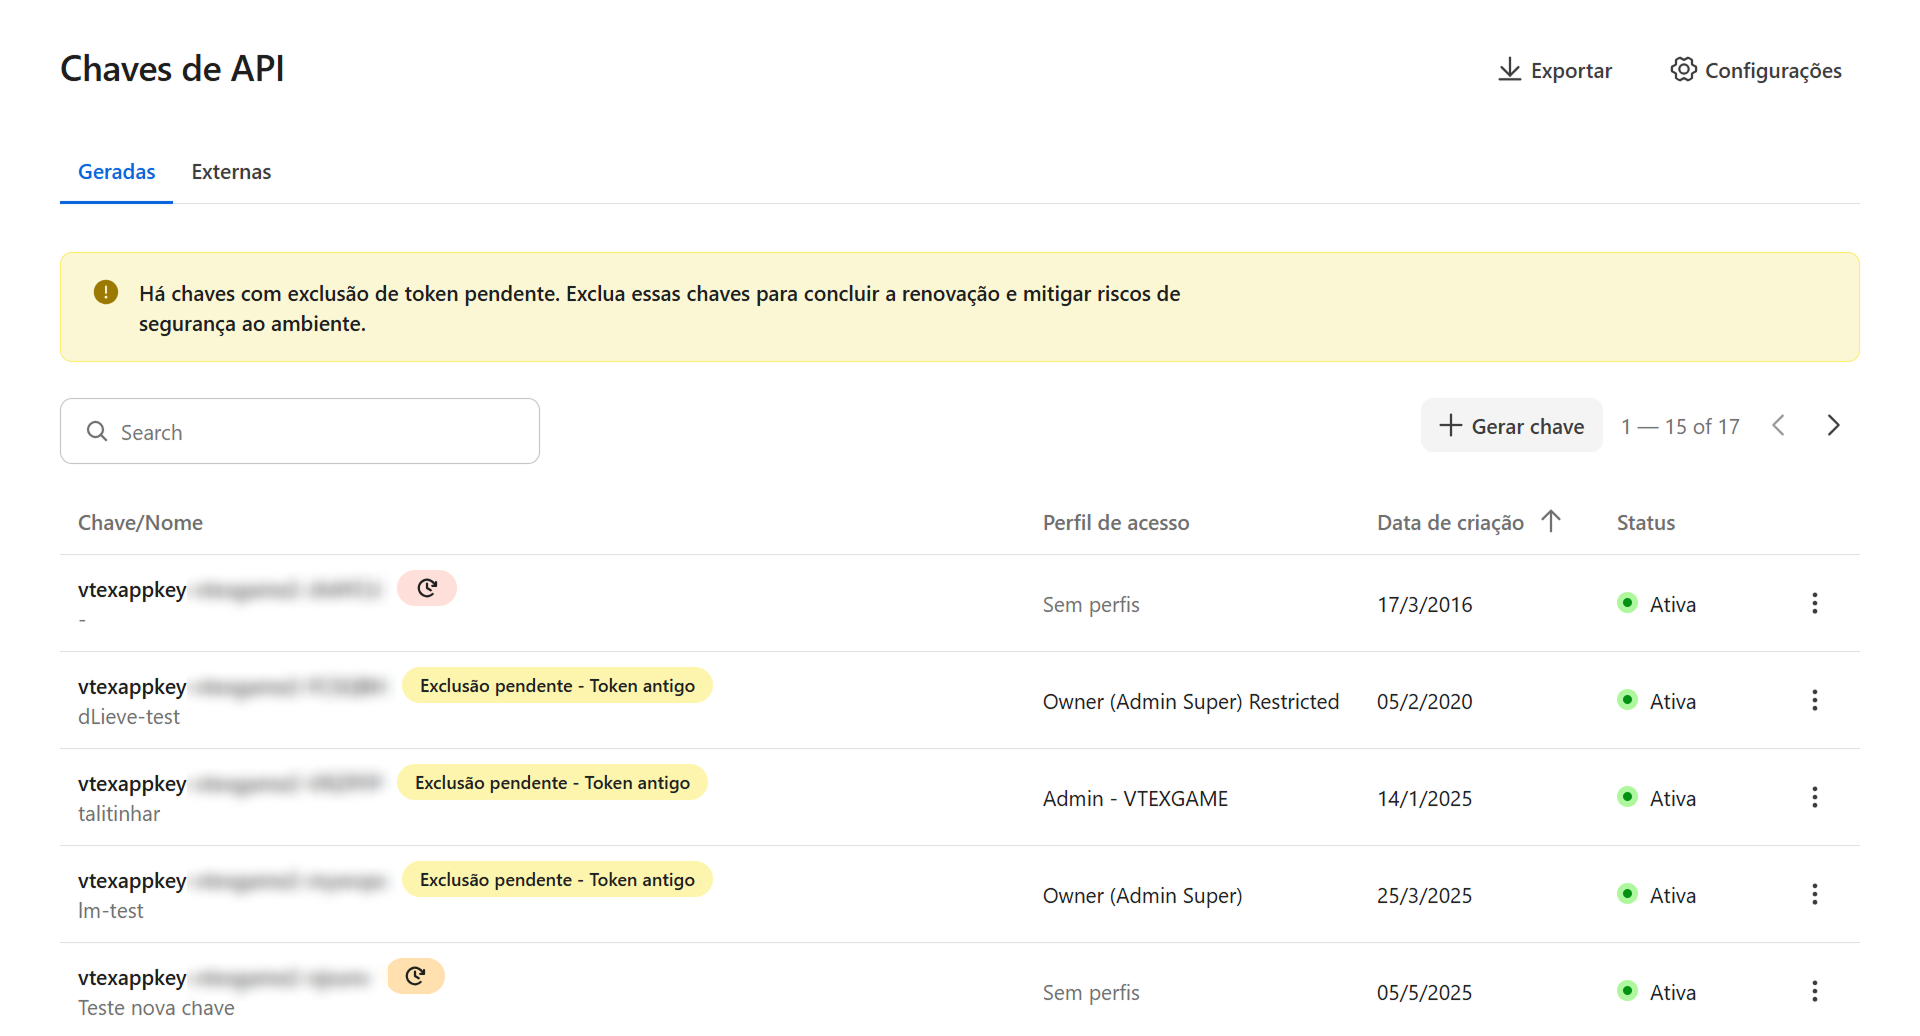 Chaves de API
Exportar
Configurações
Geradas
Externas
Há chaves com exclusão de token pendente. Exclua essas chaves para concluir a renovação e mitigar riscos de
segurança ao ambiente.
Search
Gerar chave
1 — 15 of 17
Chave/Nome
Perfil de acesso
Data de criação
Status
vtexappkey
-
Sem perfis
17/3/2016
Ativa
vtexappkey
Exclusão pendente - Token antigo
dLieve-test
Owner (Admin Super) Restricted
05/2/2020
Ativa
vtexappkey
Exclusão pendente - Token antigo
talitinhar
Admin - VTEXGAME
14/1/2025
Ativa
vtexappkey
Exclusão pendente - Token antigo
lm-test
Owner (Admin Super)
25/3/2025
Ativa
vtexappkey
Teste nova chave
Sem perfis
05/5/2025
Ativa